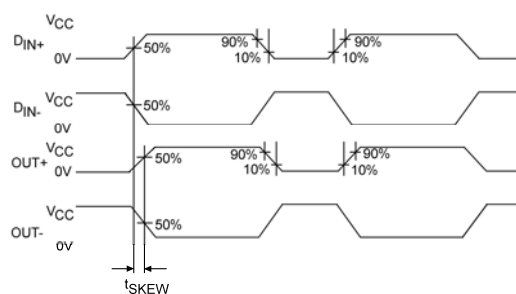 VCC
DIN+
0V
50%
90%
10%
90%
10%
VCC
DIN-
0V
50%
VCC
OUT+
0V
50%
90%
10%
90%
10%
VCC
OUT-
0V
50%
tSKEW